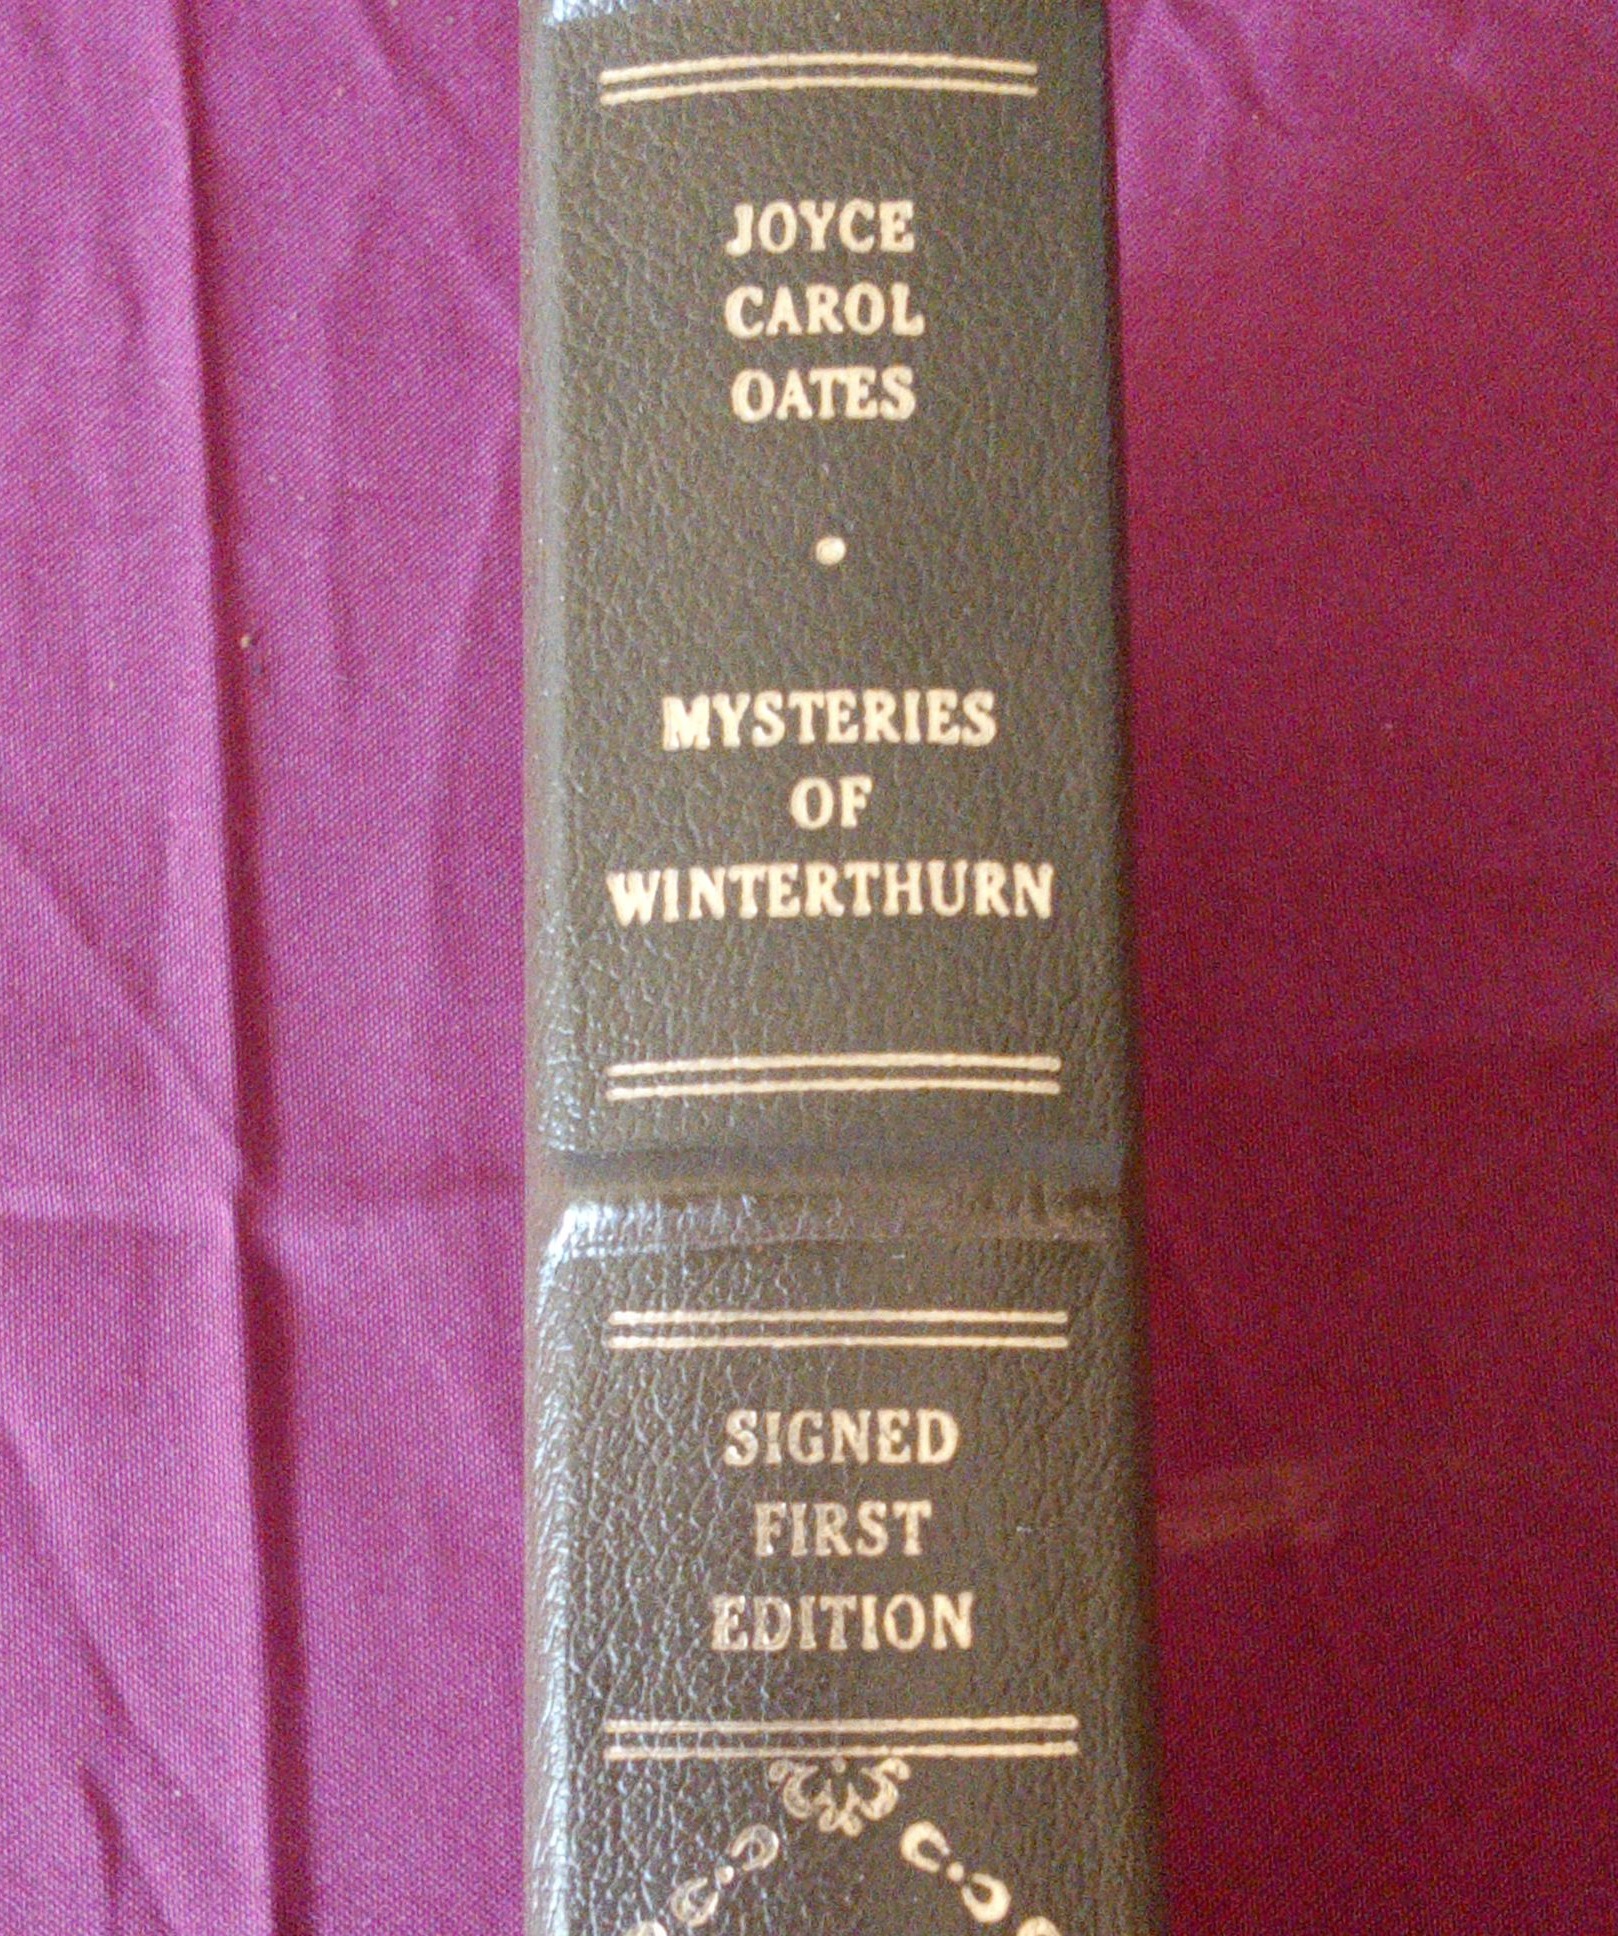 JOYCE
CAROL
OATES
•
MYSTERIES
OF
WINTERTHURN
SIGNED
FIRST
EDITION